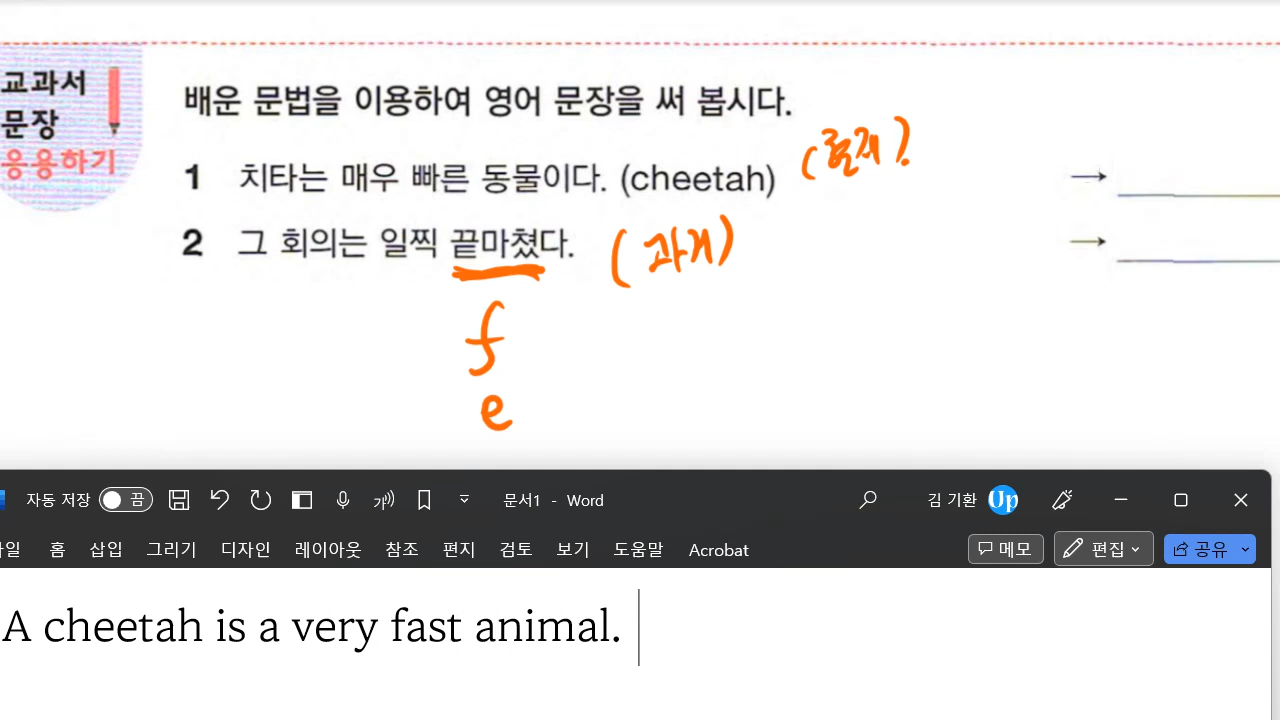 교과서
문장
응용하기
배운 문법을 이용하여 영어 문장을 써 봅시다.
1 치타는 매우 빠른 동물이다. (cheetah) (현재) →
2 그 회의는 일찍 끝마쳤다. (과거) →
f
e
자동 저장 끔 가 문서1 - Word 김 기환 Up
일 홈 삽입 그리기 디자인 레이아웃 참조 편지 검토 보기 도움말 Acrobat 메모 편집 공유
A cheetah is a very fast animal.